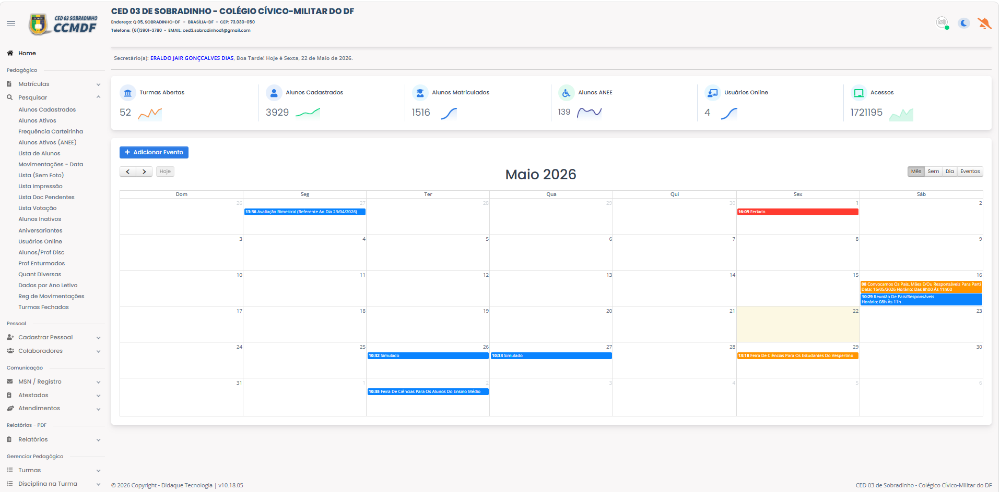 CED 03 SOBRADINHO
CCMDF
CED 03 DE SOBRADINHO - COLÉGIO CÍVICO-MILITAR DO DF
Endereço: Q 05, SOBRADINHO-DF - BRASÍLIA-DF - CEP: 73.030-050
Telefone: (61)3901-3780 - EMAIL: ced3.sobradinhodf@gmail.com
Secretário(a): ERALDO JAIR GONÇCALVES DIAS, Boa Tarde! Hoje é Sexta, 22 de Maio de 2026.
Home
Pedagógico
Matrículas
Pesquisar
Alunos Cadastrados
Alunos Ativos
Frequência Carteirinha
Alunos Ativos (ANEE)
Lista de Alunos
Movimentações - Data
Lista (Sem Foto)
Lista Impressão
Lista Doc Pendentes
Lista Votação
Alunos Inativos
Aniversariantes
Usuários Online
Alunos/Prof Disc
Prof Enturmados
Quant Diversas
Dados por Ano Letivo
Reg de Movimentações
Turmas Fechadas
Pessoal
Cadastrar Pessoal
Colaboradores
Comunicação
MSN / Registro
Atestados
Atendimentos
Relatórios - PDF
Relatórios
Gerenciar Pedagógico
Turmas
Disciplina na Turma
Turmas Abertas
52
Alunos Cadastrados
3929
Alunos Matriculados
1516
Alunos ANEE
139
Usuários Online
4
Acessos
1721195
+ Adicionar Evento
Hoje
Maio 2026
Mês Sem Dia Eventos
Dom Seg Ter Qua Qui Sex Sáb
26 27 28 29 30 1 2
13:36 Avaliação Bimestral (Referente Ao Dia 23/04/2026)
16:09 Feriado
3 4 5 6 7 8 9
10 11 12 13 14 15 16
08 Convocamos Os Pais, Mães E/Ou Responsáveis Para Parti
Data: 16/05/2026 Horário: Das 8h00 Às 11h00
10:29 Reunião De Pais/Responsáveis
Horário: 08h Às 11h
17 18 19 20 21 22 23
24 25 26 27 28 29 30
10:32 Simulado
10:33 Simulado
13:18 Feira De Ciências Para Os Estudantes Do Vespertino
31 1 2 3 4 5 6
10:35 Feira De Ciências Para Os Alunos Do Ensino Médio
© 2026 Copyright - Didaque Tecnologia | v10.18.05
CED 03 de Sobradinho - Colégico Cívico-Militar do DF